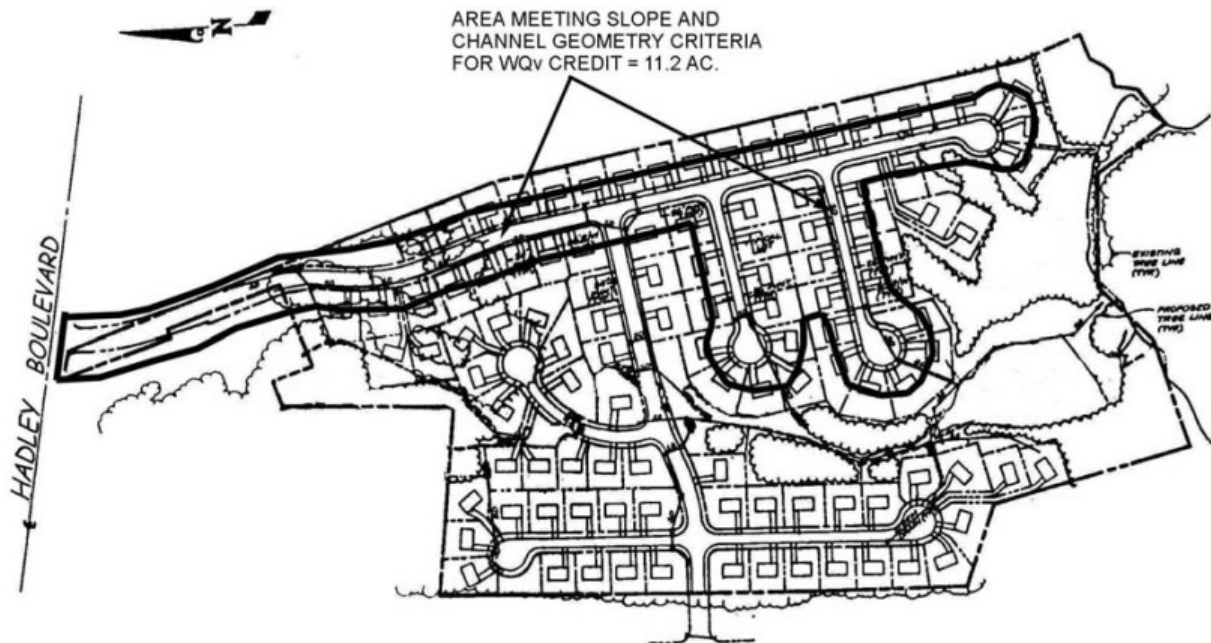 N
AREA MEETING SLOPE AND
CHANNEL GEOMETRY CRITERIA
FOR WQv CREDIT = 11.2 AC.
HADLEY BOULEVARD
EXISTING
TREE LINE
(TYP.)
PROPOSED
TREE LINE
(TYP.)